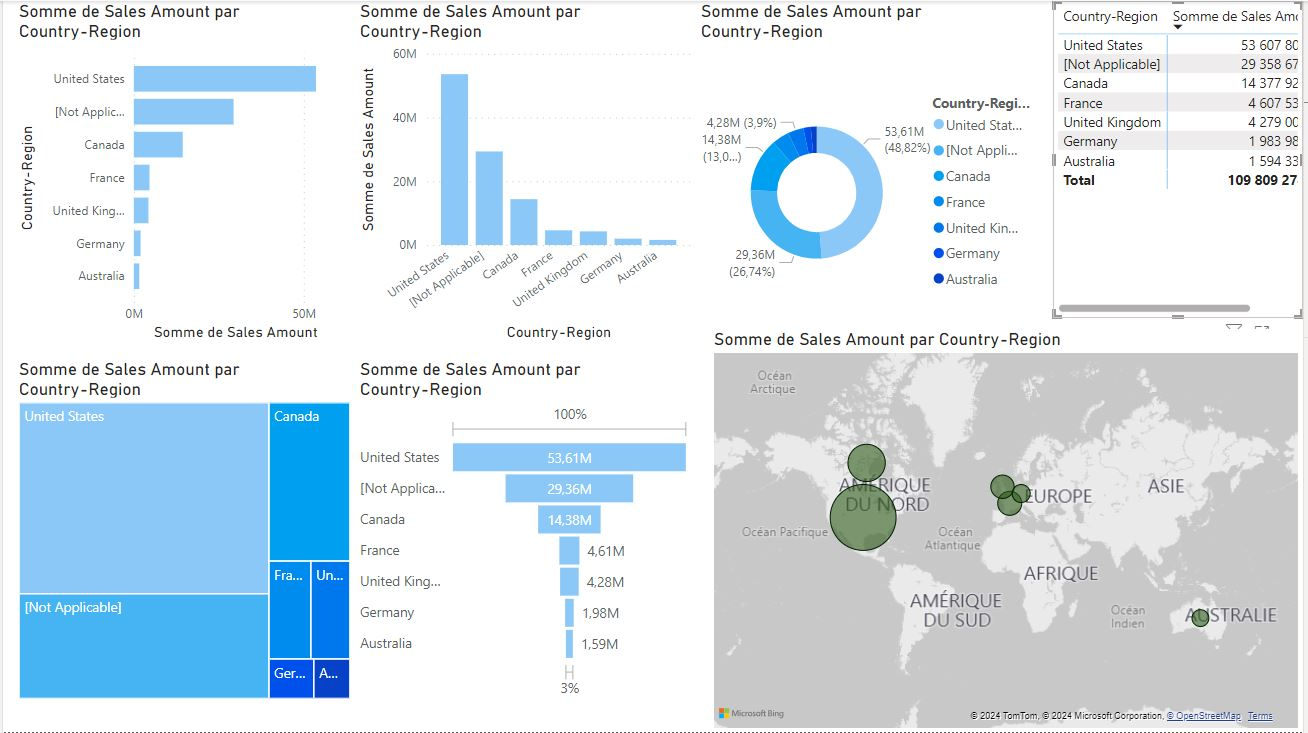 Somme de Sales Amount par
Country-Region
Country-Region
United States
[Not Applic...
Canada
France
United King...
Germany
Australia
0M
50M
Somme de Sales Amount
Somme de Sales Amount par
Country-Region
Somme de Sales Amount
60M
40M
20M
0M
United States
[Not Applicable]
Canada
France
United Kingdom
Germany
Australia
Country-Region
Somme de Sales Amount par
Country-Region
4,28M (3,9%)
14,38M
(13,0...)
29,36M
(26,74%)
53,61M
(48,82%)
Country-Regi...
United Stat...
[Not Appli...
Canada
France
United Kin...
Germany
Australia
Country-Region Somme de Sales Amo
United States 53 607 80
[Not Applicable] 29 358 67
Canada 14 377 92
France 4 607 53
United Kingdom 4 279 00
Germany 1 983 98
Australia 1 594 33
Total 109 809 27
Somme de Sales Amount par
Country-Region
United States
[Not Applicable]
Canada
Fra...
Un...
Ger...
A...
Somme de Sales Amount par
Country-Region
100%
United States 53,61M
[Not Applica... 29,36M
Canada 14,38M
France 4,61M
United King... 4,28M
Germany 1,98M
Australia 1,59M
3%
Somme de Sales Amount par Country-Region
Océan
Arctique
AMÉRIQUE
DU NORD
EUROPE
ASIE
Océan Pacifique
Océan
Atlantique
AFRIQUE
AMÉRIQUE
DU SUD
Océan
Indien
AUSTRALIE
Microsoft Bing
© 2024 TomTom, © 2024 Microsoft Corporation, © OpenStreetMap Terms